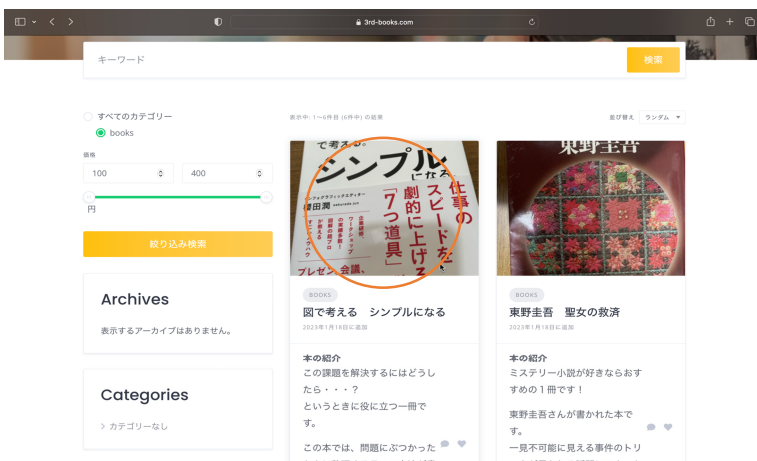 3rd-books.com
キーワード
検索
すべてのカテゴリー
books
価格
100
400
円
絞り込み検索
Archives
表示するアーカイブはありません。
Categories
カテゴリーなし
表示中: 1〜6件目 (6件中) の結果
並び替え ランダム
で考える。
シンプル
になる
仕事の
スピードを
劇的に上げる
「7つ道具」
櫻田潤
プレゼン、会議、
BOOKS
図で考える シンプルになる
2023年1月18日に追加
本の紹介
この課題を解決するにはどうし
たら・・・？
というときに役に立つ一冊で
す。
この本では、問題にぶつかった
東野圭吾
BOOKS
東野圭吾 聖女の救済
2023年1月18日に追加
本の紹介
ミステリー小説が好きならおす
すめの１冊です！
東野圭吾さんが書かれた本で
す。
一見不可能に見える事件のトリ